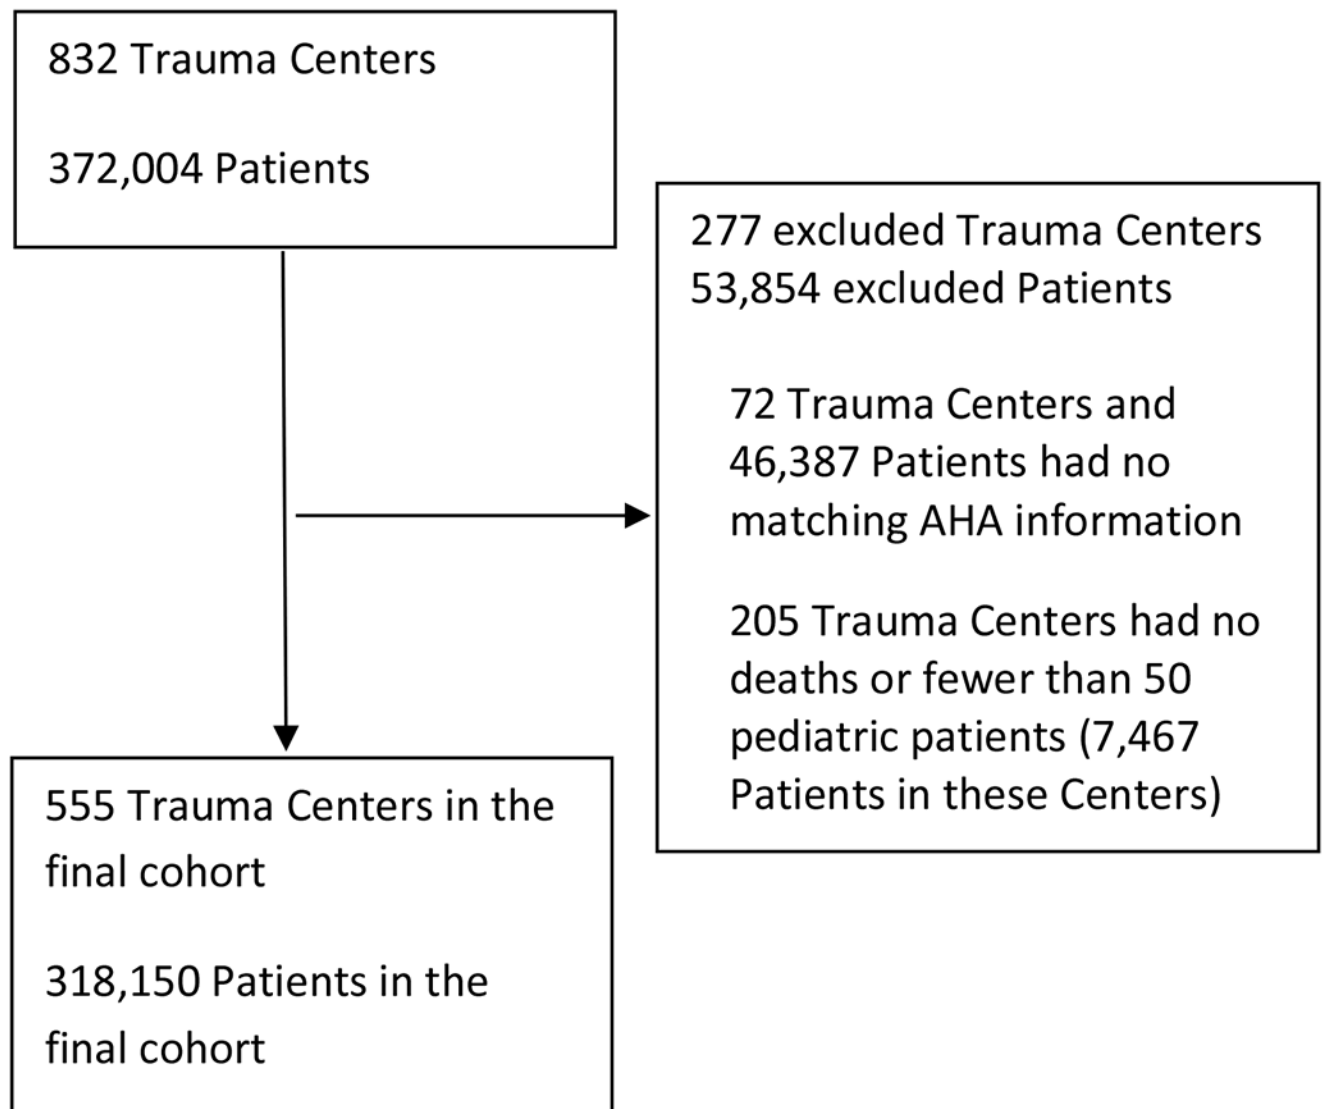 832 Trauma Centers
372,004 Patients
277 excluded Trauma Centers
53,854 excluded Patients
72 Trauma Centers and
46,387 Patients had no
matching AHA information
205 Trauma Centers had no
deaths or fewer than 50
pediatric patients (7,467
Patients in these Centers)
555 Trauma Centers in the
final cohort
318,150 Patients in the
final cohort